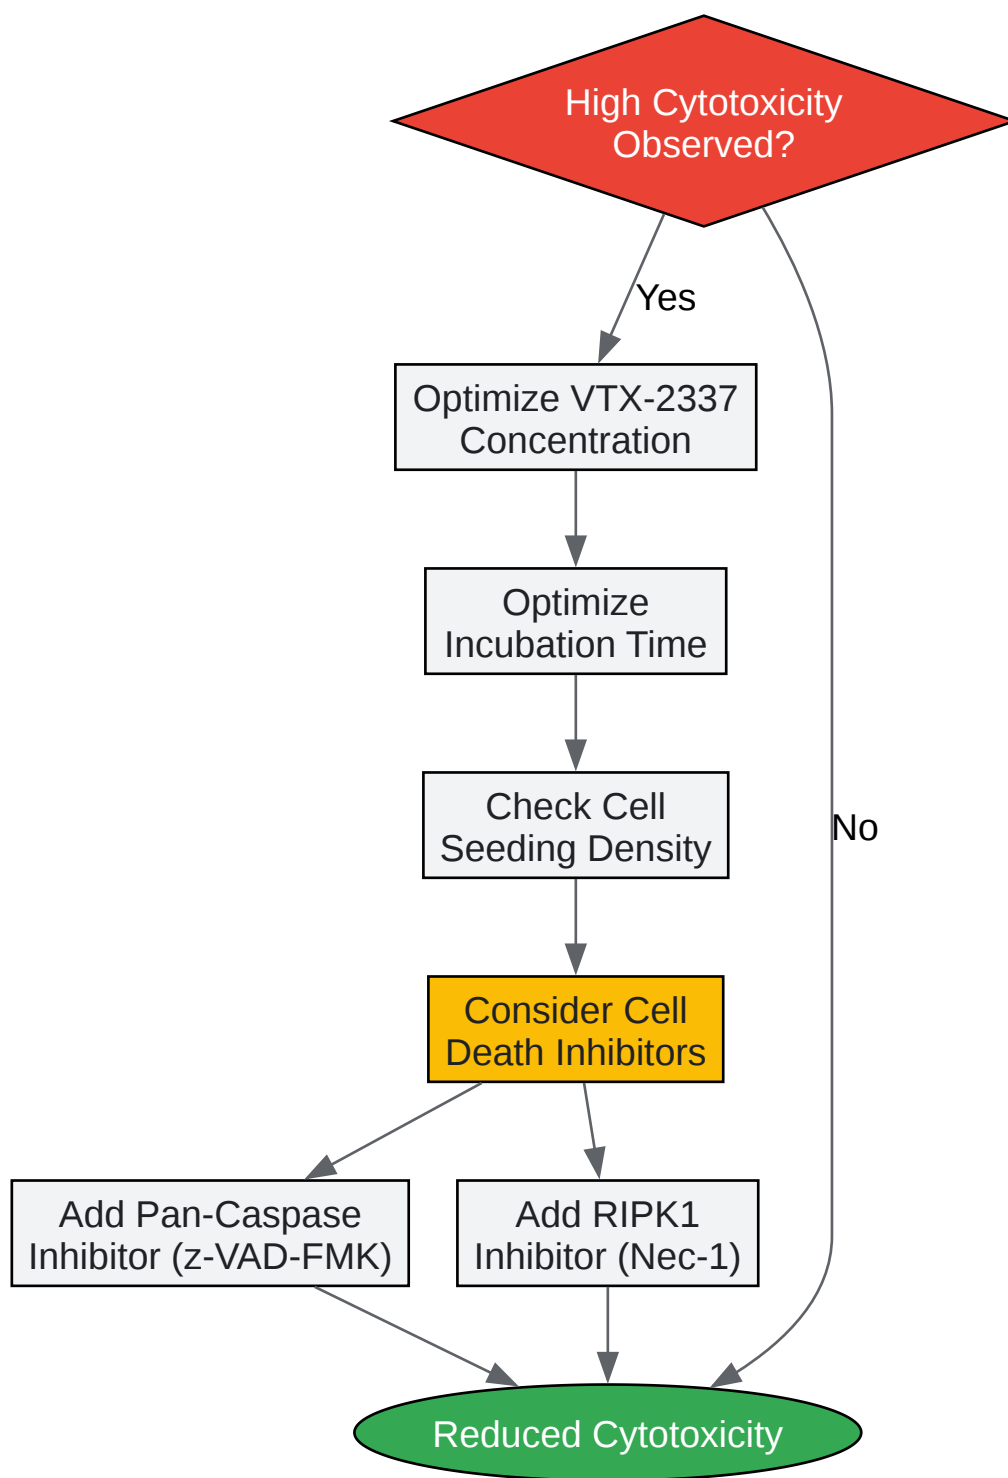 High Cytotoxicity
Observed?
Yes
Optimize VTX-2337
Concentration
Optimize
Incubation Time
Check Cell
Seeding Density
No
Consider Cell
Death Inhibitors
Add Pan-Caspase
Inhibitor (z-VAD-FMK)
Add RIPK1
Inhibitor (Nec-1)
Reduced Cytotoxicity